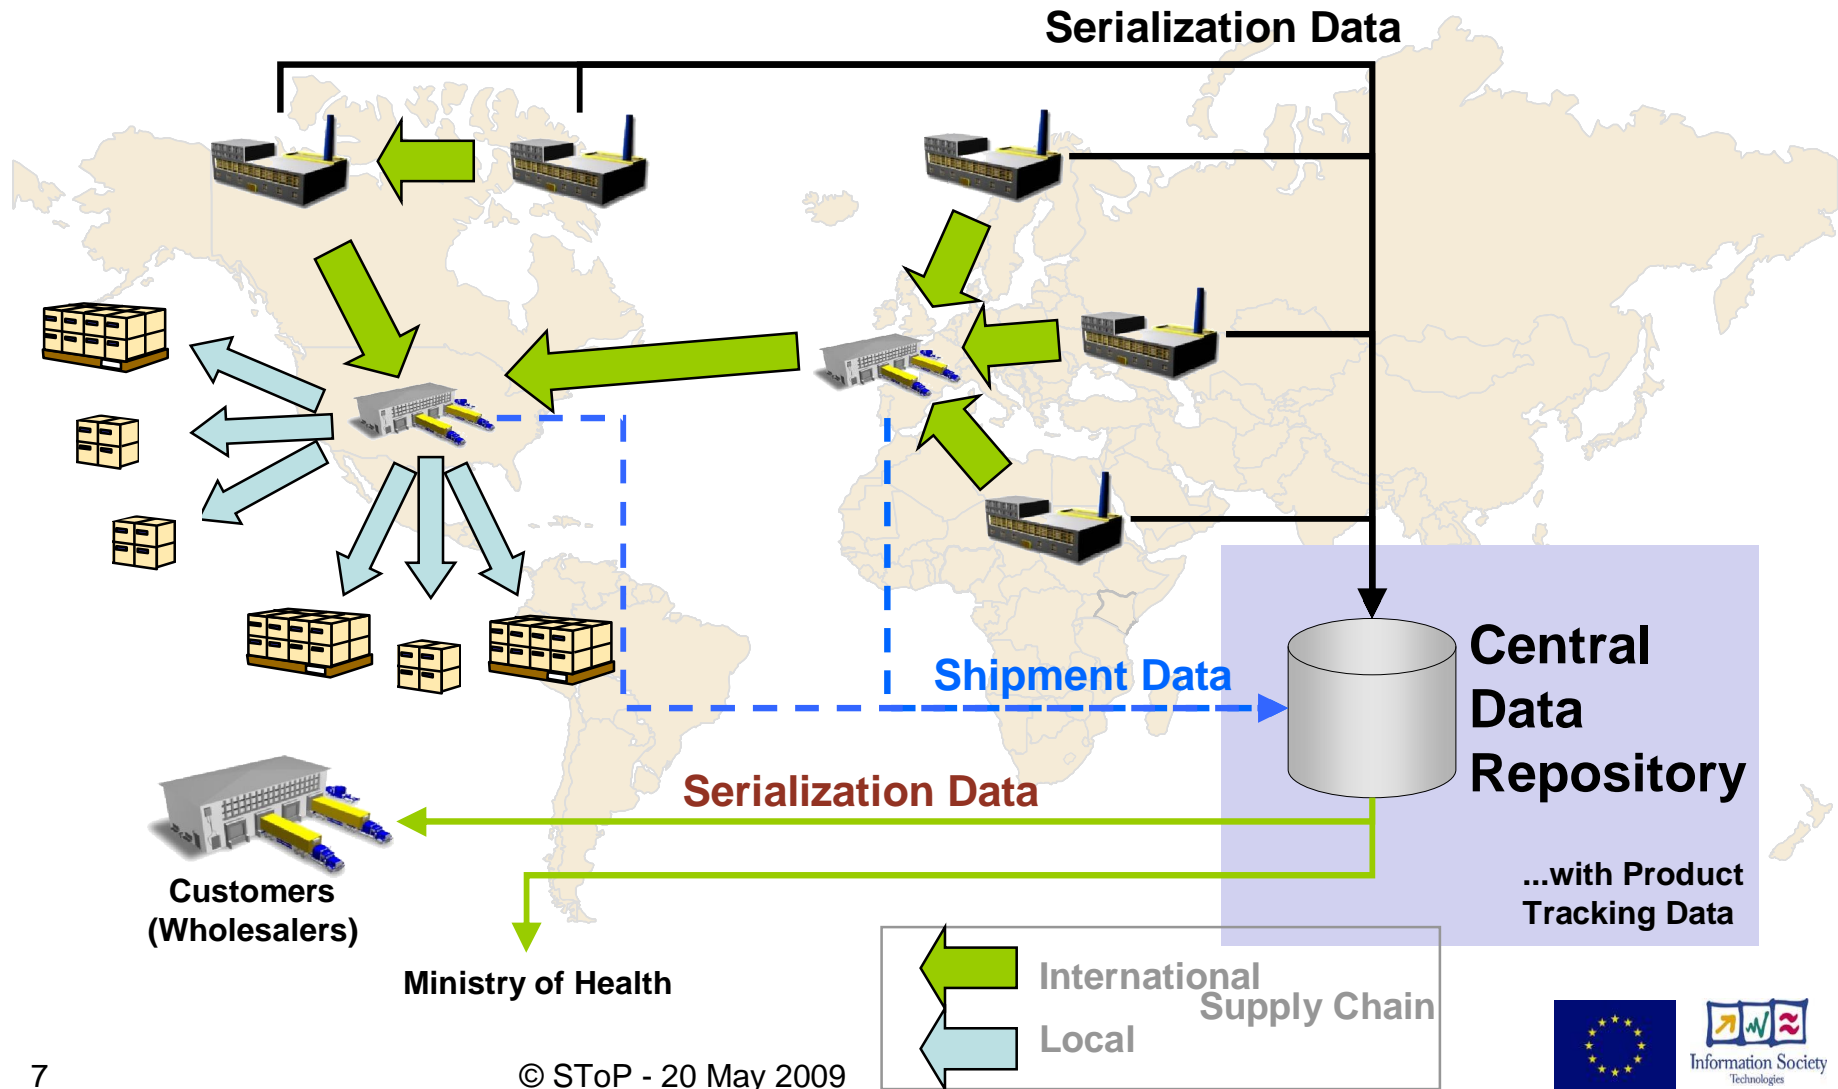 Serialization Data
Shipment Data
Central
Data
Repository
Serialization Data
...with Product
Tracking Data
Customers
(Wholesalers)
Ministry of Health
International
Supply Chain
Local
7
© SToP - 20 May 2009
Information Society
Technologies